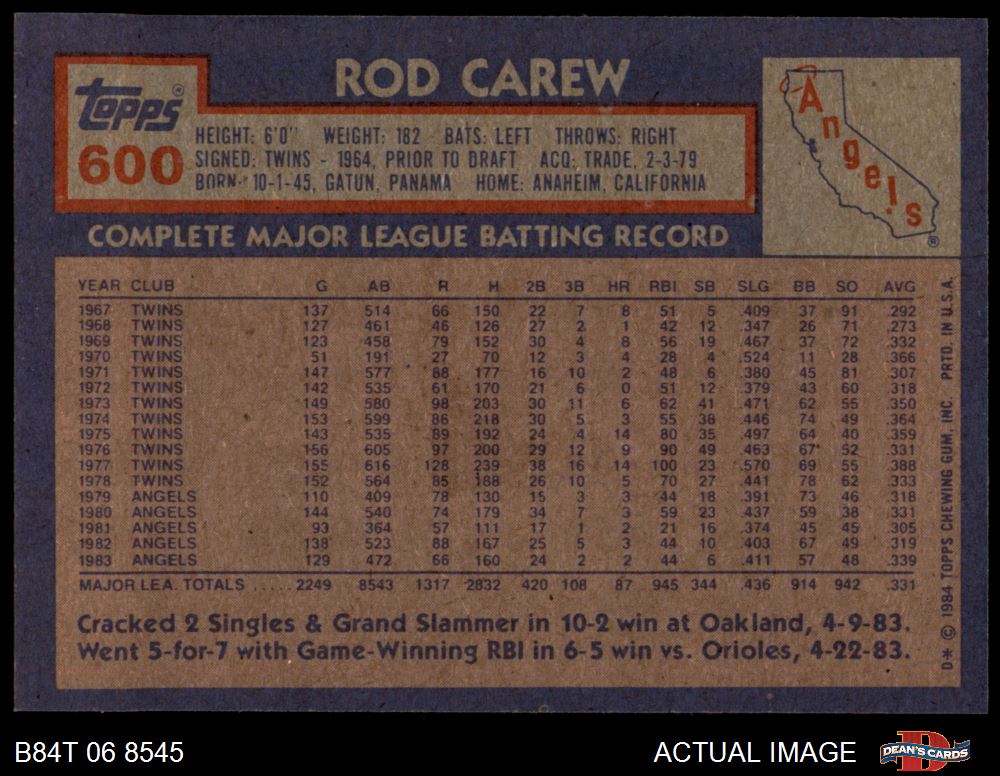 ROD CAREW
Topps®
600
HEIGHT: 6'0" WEIGHT: 182 BATS: LEFT THROWS: RIGHT
SIGNED: TWINS - 1964, PRIOR TO DRAFT ACQ: TRADE, 2-3-79
BORN: 10-1-45, GATUN, PANAMA HOME: ANAHEIM, CALIFORNIA
Angels
®
COMPLETE MAJOR LEAGUE BATTING RECORD
YEAR CLUB G AB R H 2B 3B HR RBI SB SLG BB SO AVG
1967 TWINS 137 514 66 150 22 7 8 51 5 .409 37 91 .292
1968 TWINS 127 461 46 126 27 2 1 42 12 .347 26 71 .273
1969 TWINS 123 458 79 152 30 4 8 56 19 .467 37 72 .332
1970 TWINS 51 191 27 70 12 3 4 28 4 .524 11 28 .366
1971 TWINS 147 577 88 177 16 10 2 48 6 .380 45 81 .307
1972 TWINS 142 535 61 170 21 6 0 51 12 .379 43 60 .318
1973 TWINS 149 580 98 203 30 11 6 62 41 .471 62 55 .350
1974 TWINS 153 599 86 218 30 5 3 55 38 .446 74 49 .364
1975 TWINS 143 535 89 192 24 4 14 80 35 .497 64 40 .359
1976 TWINS 156 605 97 200 29 12 9 90 49 .463 67 52 .331
1977 TWINS 155 616 128 239 38 16 14 100 23 .570 69 55 .388
1978 TWINS 152 564 85 188 26 10 5 70 27 .441 78 62 .333
1979 ANGELS 110 409 78 130 15 3 3 44 18 .391 73 46 .318
1980 ANGELS 144 540 74 179 34 7 3 59 23 .437 59 38 .331
1981 ANGELS 93 364 57 111 17 1 2 21 16 .374 45 45 .305
1982 ANGELS 138 523 88 167 25 5 3 44 10 .403 67 49 .319
1983 ANGELS 129 472 66 160 24 2 2 44 6 .411 57 48 .339
MAJOR LEA. TOTALS ..... 2249 8543 1317 2832 420 108 87 945 344 .436 914 942 .331
Cracked 2 Singles & Grand Slammer in 10-2 win at Oakland, 4-9-83.
Went 5-for-7 with Game-Winning RBI in 6-5 win vs. Orioles, 4-22-83.
D* © 1984 TOPPS CHEWING GUM, INC. PRTD. IN U.S.A.
B84T 06 8545
ACTUAL IMAGE
DEAN'S CARDS